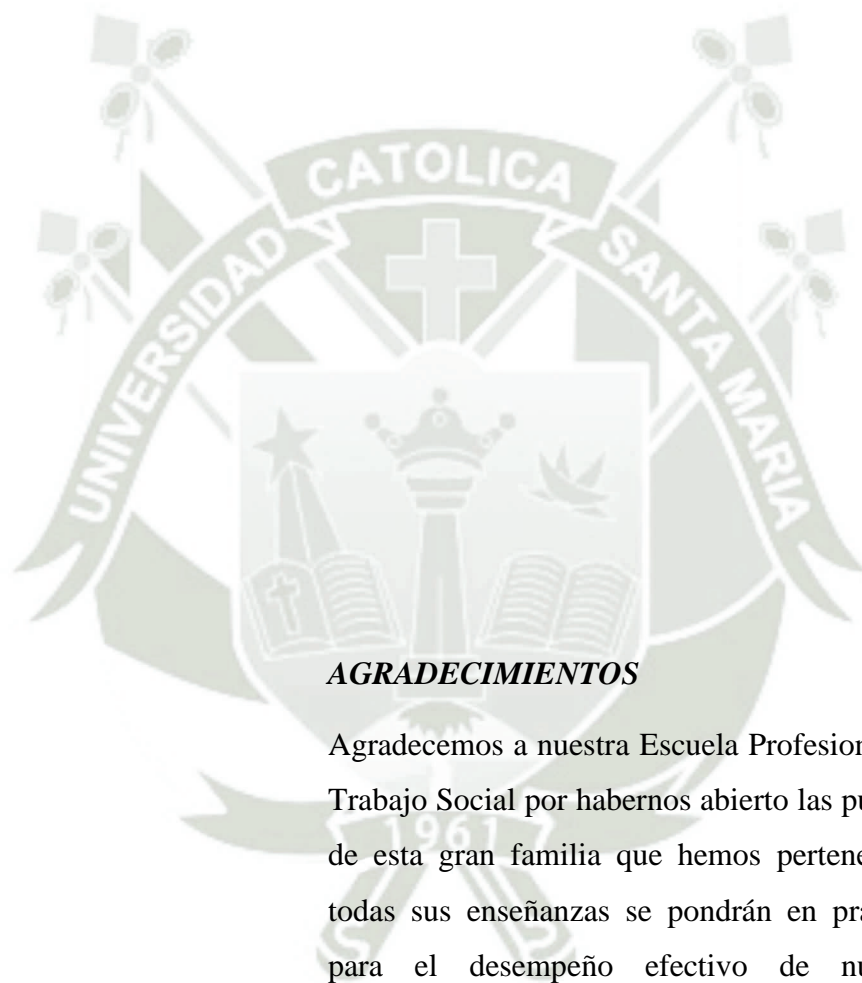 UNIVERSIDAD
CATOLICA
SANTA MARIA
AGRADECIMIENTOS
Agradecemos a nuestra Escuela Profesion
Trabajo Social por habernos abierto las pu
1961
de esta gran familia que hemos pertene
todas sus enseñanzas se pondrán en prá
para el desempeño efectivo de nu